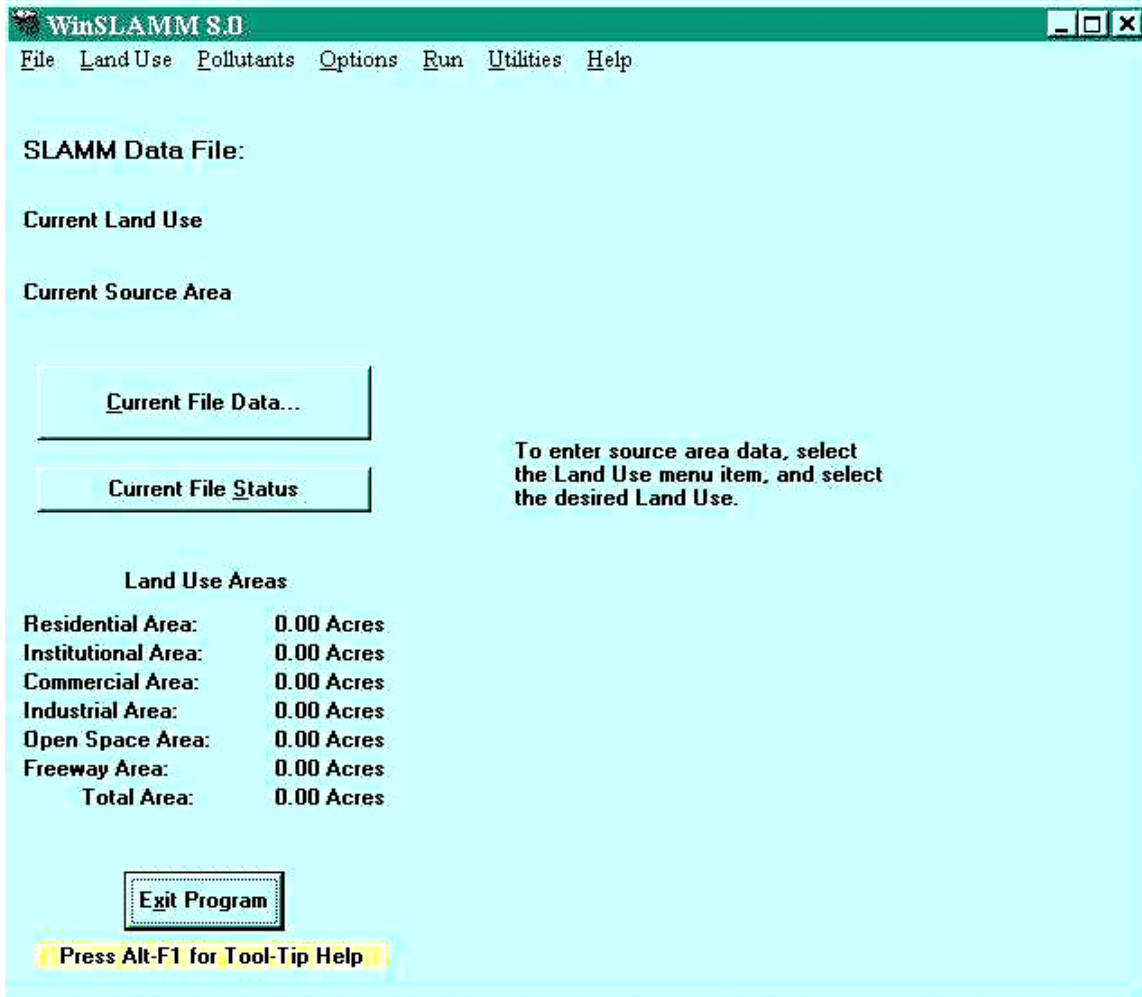 WinSLAMM 8.0
File Land Use Pollutants Options Run Utilities Help
SLAMM Data File:
Current Land Use
Current Source Area
Current File Data...
Current File Status
To enter source area data, select
the Land Use menu item, and select
the desired Land Use.
Land Use Areas
Residential Area: 0.00 Acres
Institutional Area: 0.00 Acres
Commercial Area: 0.00 Acres
Industrial Area: 0.00 Acres
Open Space Area: 0.00 Acres
Freeway Area: 0.00 Acres
Total Area: 0.00 Acres
Exit Program
Press Alt-F1 for Tool-Tip Help